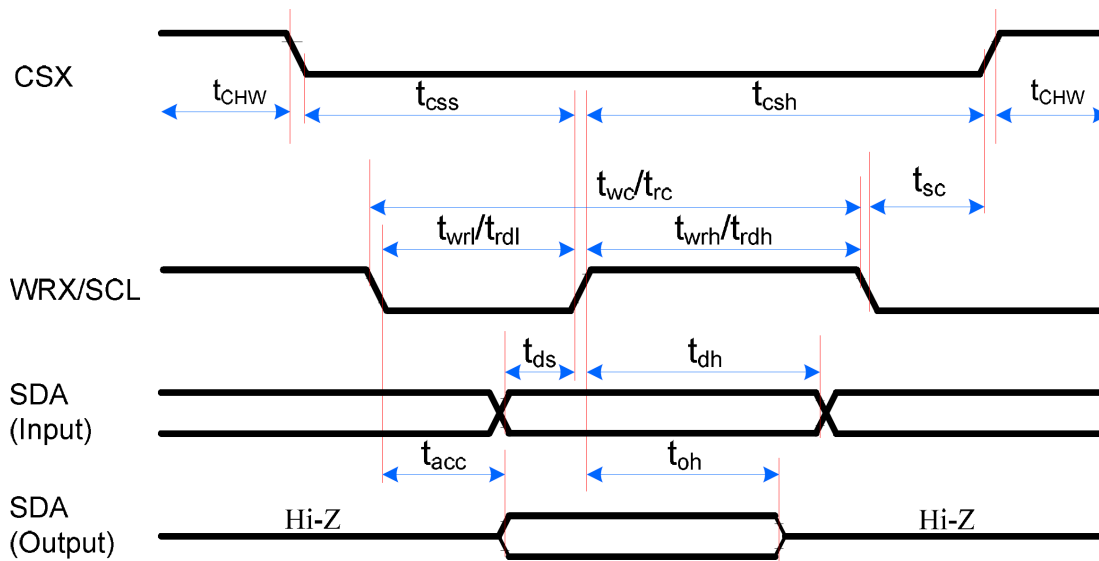 CSX
tCHW
tcss
tcsh
tCHW
twc/trc
tsc
twrl/trdl
twrh/trdh
WRX/SCL
tds
tdh
SDA
(Input)
tacc
toh
SDA
(Output)
Hi-Z
Hi-Z